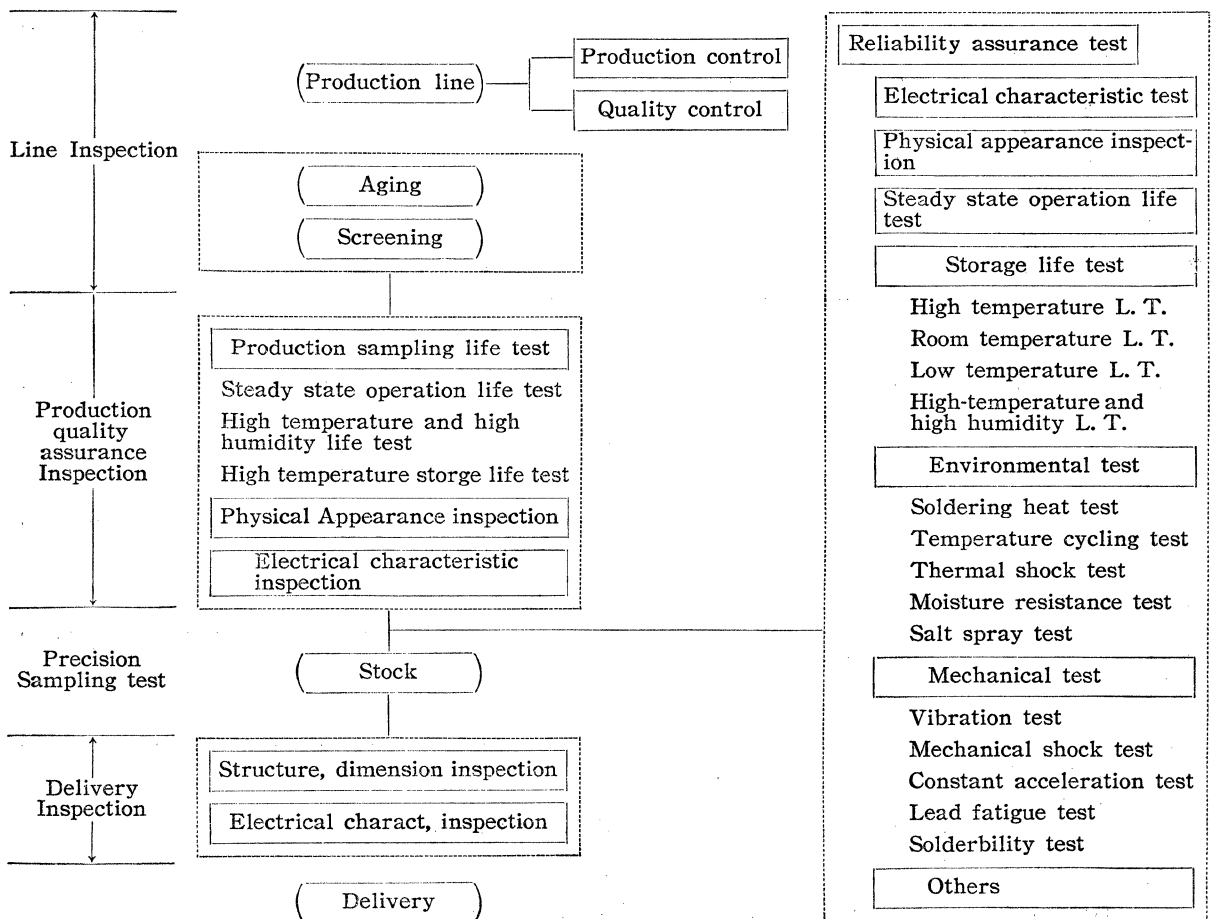 Line Inspection
Production line
Production control
Quality control
Aging
Screening
Production
quality
assurance
Inspection
Production sampling life test
Steady state operation life test
High temperature and high
humidity life test
High temperature storge life test
Physical Appearance inspection
Electrical characteristic
inspection
Precision
Sampling test
Stock
Delivery
Inspection
Structure, dimension inspection
Electrical charact, inspection
Delivery
Reliability assurance test
Electrical characteristic test
Physical appearance inspect-
ion
Steady state operation life
test
Storage life test
High temperature L. T.
Room temperature L. T.
Low temperature L. T.
High-temperature and
high humidity L. T.
Environmental test
Soldering heat test
Temperature cycling test
Thermal shock test
Moisture resistance test
Salt spray test
Mechanical test
Vibration test
Mechanical shock test
Constant acceleration test
Lead fatigue test
Solderbility test
Others